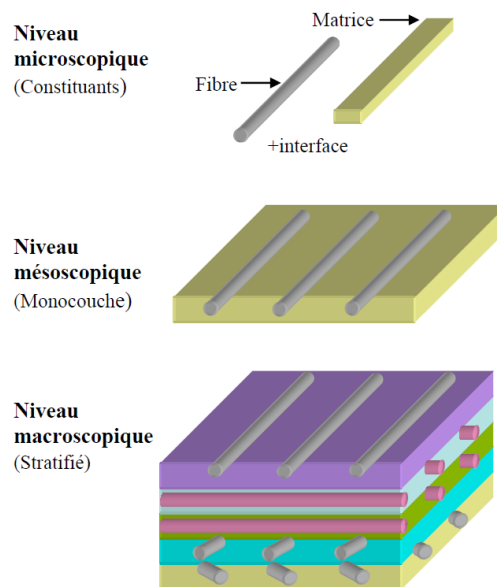 Niveau
microscopique
(Constituants)
Matrice
Fibre
+interface
Niveau
mésoscopique
(Monocouche)
Niveau
macroscopique
(Stratifié)